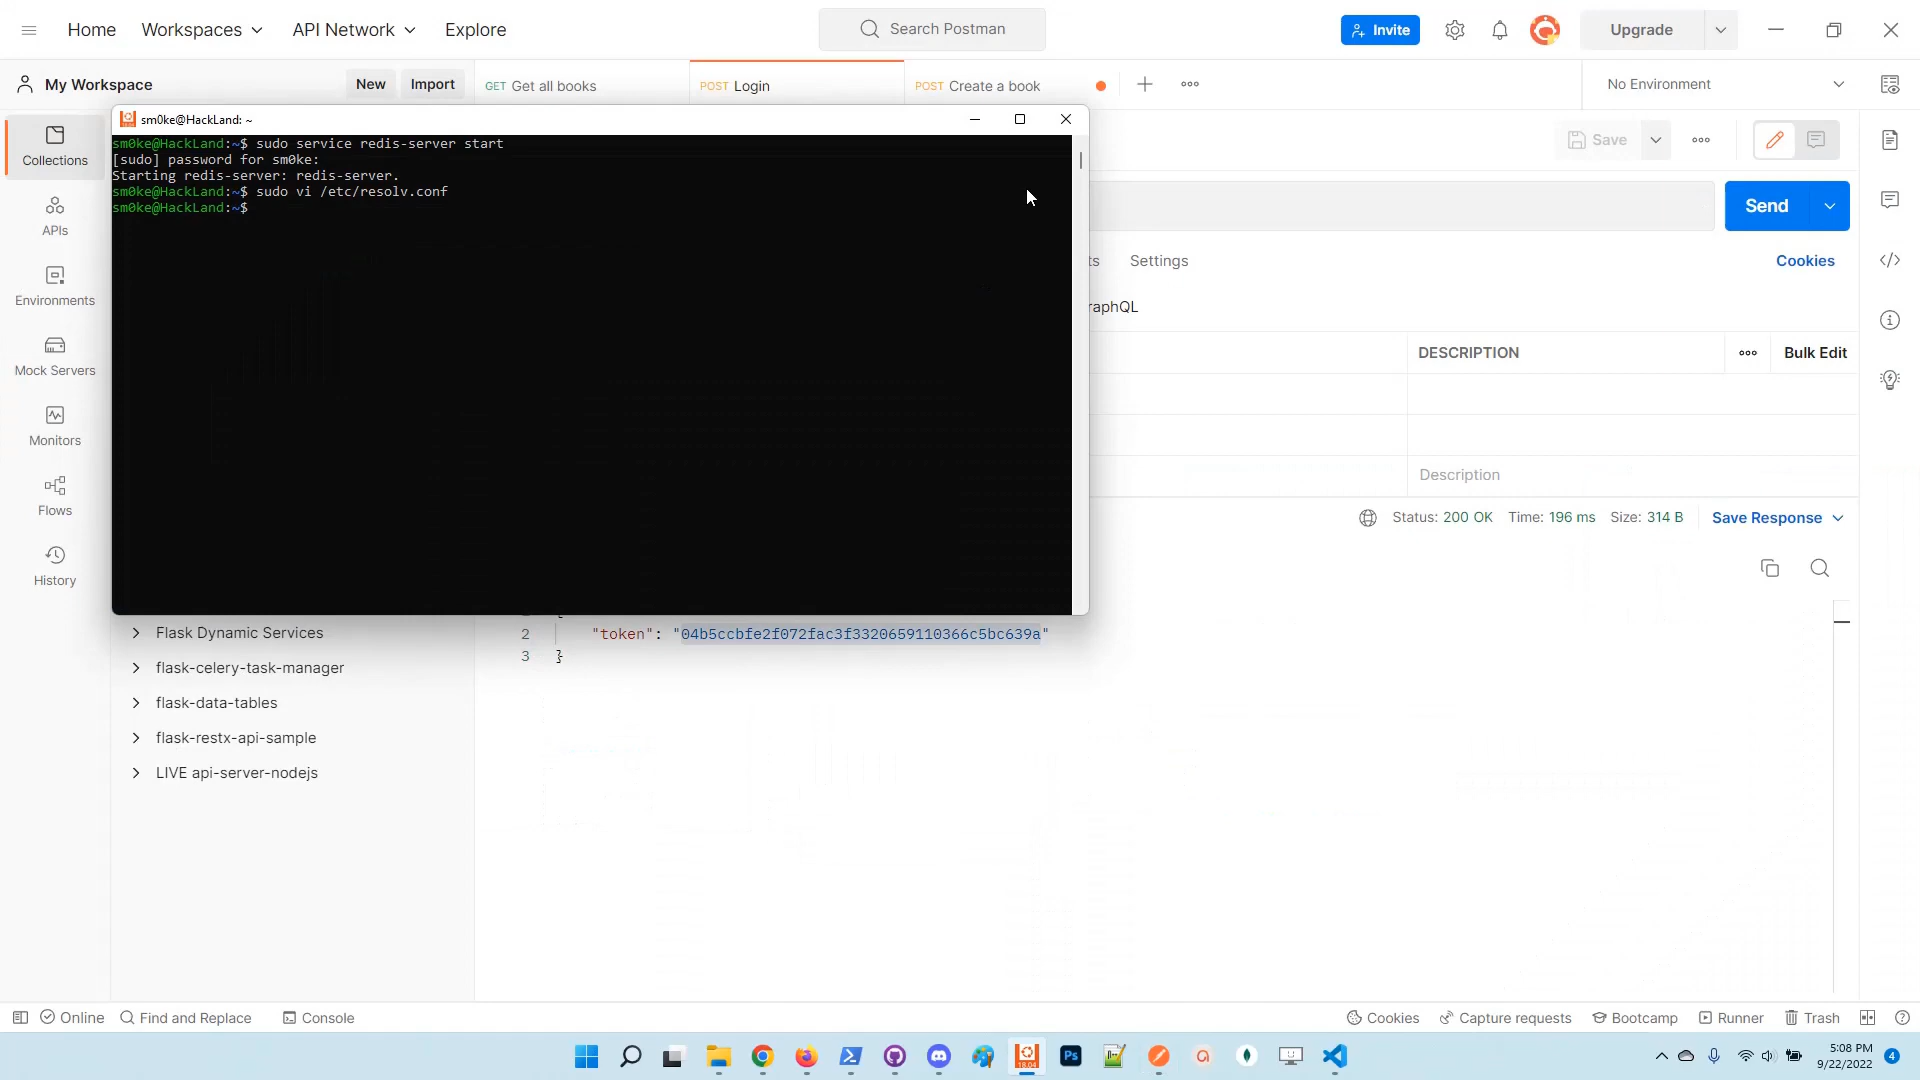 Home
Workspaces
API Network
Explore
Search Postman
Invite
Upgrade
My Workspace
New
Import
GET Get all books
POST Login
POST Create a book
No Environment
sm0ke@HackLand: ~
sm0ke@HackLand:~$ sudo service redis-server start
[sudo] password for sm0ke:
Starting redis-server: redis-server.
sm0ke@HackLand:~$ sudo vi /etc/resolv.conf
sm0ke@HackLand:~$
Save
Send
ts
Settings
Cookies
raphQL
DESCRIPTION
Bulk Edit
Description
Status: 200 OK Time: 196 ms Size: 314 B
Save Response
Collections
APIs
Environments
Mock Servers
Monitors
Flows
History
Flask Dynamic Services
flask-celery-task-manager
flask-data-tables
flask-restx-api-sample
LIVE api-server-nodejs
2 "token": "04b5ccbfe2f072fac3f3320659110366c5bc639a"
3 }
Online
Find and Replace
Console
Cookies
Capture requests
Bootcamp
Runner
Trash
18.04
Ps
5:08 PM
9/22/2022
4